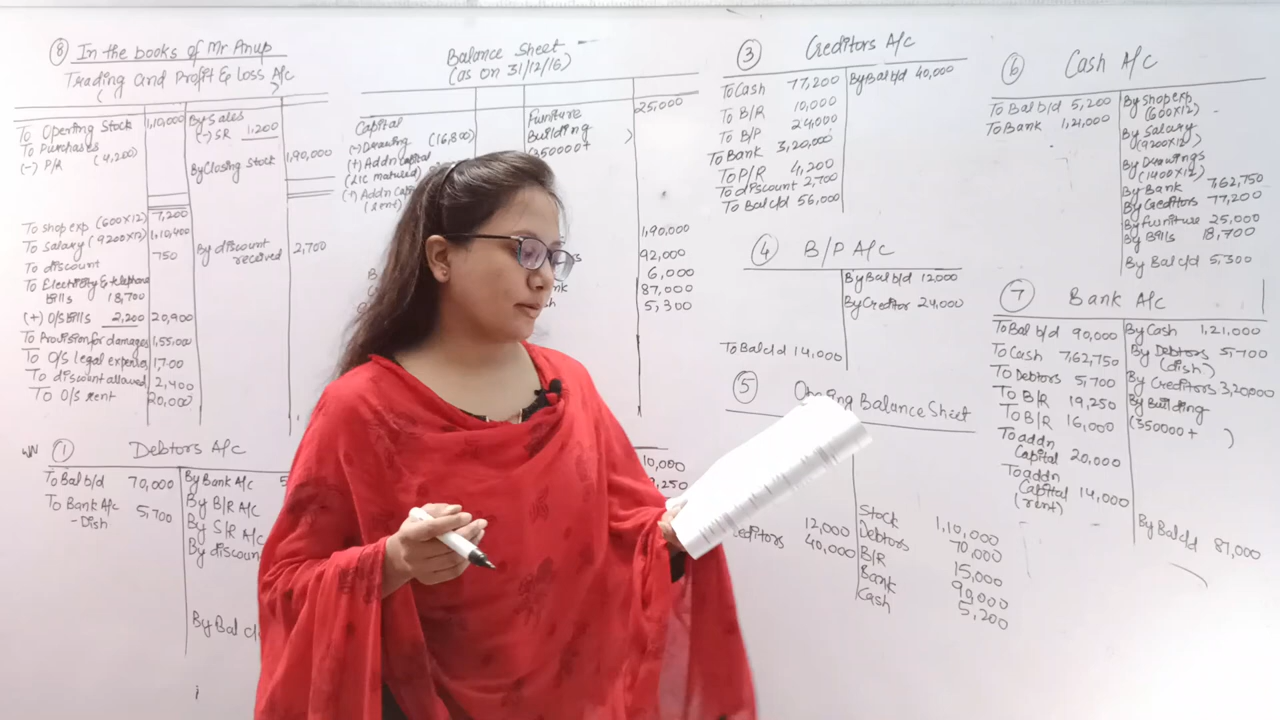 ⑧ In the books of Mr Anup
Trading and Profit & Loss A/c
To Opening Stock 1,10,000
To Purchases
(-) P/R (4,200)
By Sales
(-) SR 1,200
By Closing Stock 1,90,000
To shop exp (600x12) 7,200
To Salary (9200x12) 1,10,400
To discount 750
To Electricity & telephone
bills 18,700
(+) O/S bills 2,200 20,900
To Provision for damages 1,55,000
To O/S legal expenses 1,700
To discount allowed 2,400
To O/S rent 20,000
By discount
received 2,700
Balance Sheet
(as on 31/12/16)
Capital
(-) Drawing (16,800)
(+) Addn capital
(LIC matured)
(+) Addn Capi
(rent)
Furniture 25,000
Building
(350000+ )
1,90,000
92,000
6,000
87,000
5,300
WN ① Debtors A/c
To Bal b/d 70,000
To Bank A/c
- Dish 5,700
By Bank A/c 5
By B/R A/c
By S/R A/c
By discoun
By Bal c/
10,000
,250
③ Creditors A/c
To Cash 77,200
To B/R 10,000
To B/P 24,000
To Bank 3,20,000
To P/R 4,200
To discount 2,700
To Bal c/d 56,000
By Bal b/d 40,000
④ B/P A/c
By Bal b/d 12,000
By Creditor 24,000
To Bal c/d 14,000
⑤ Opening Balance Sheet
12,000
editors 40,000
Stock 1,10,000
Debtors 70,000
B/R 15,000
Bank 90,000
Cash 5,200
⑥ Cash A/c
To Bal b/d 5,200
To Bank 1,21,000
By Shop exp
(600x12)
By Salary
(9200x12)
By Drawings
(1400x12)
By Bank 7,62,750
By Creditors 77,200
By Furniture 25,000
By Bills 18,700
By Bal c/d 5,300
⑦ Bank A/c
To Bal b/d 90,000
To Cash 7,62,750
To Debtors 5,700
To B/R 19,250
To B/R 16,000
To addn
Capital 20,000
To addn
Capital 14,000
(rent)
By Cash 1,21,000
By Debtors 5,700
(dish)
By Creditors 3,20,000
By Building
(350000+ )
By Bal c/d 87,000